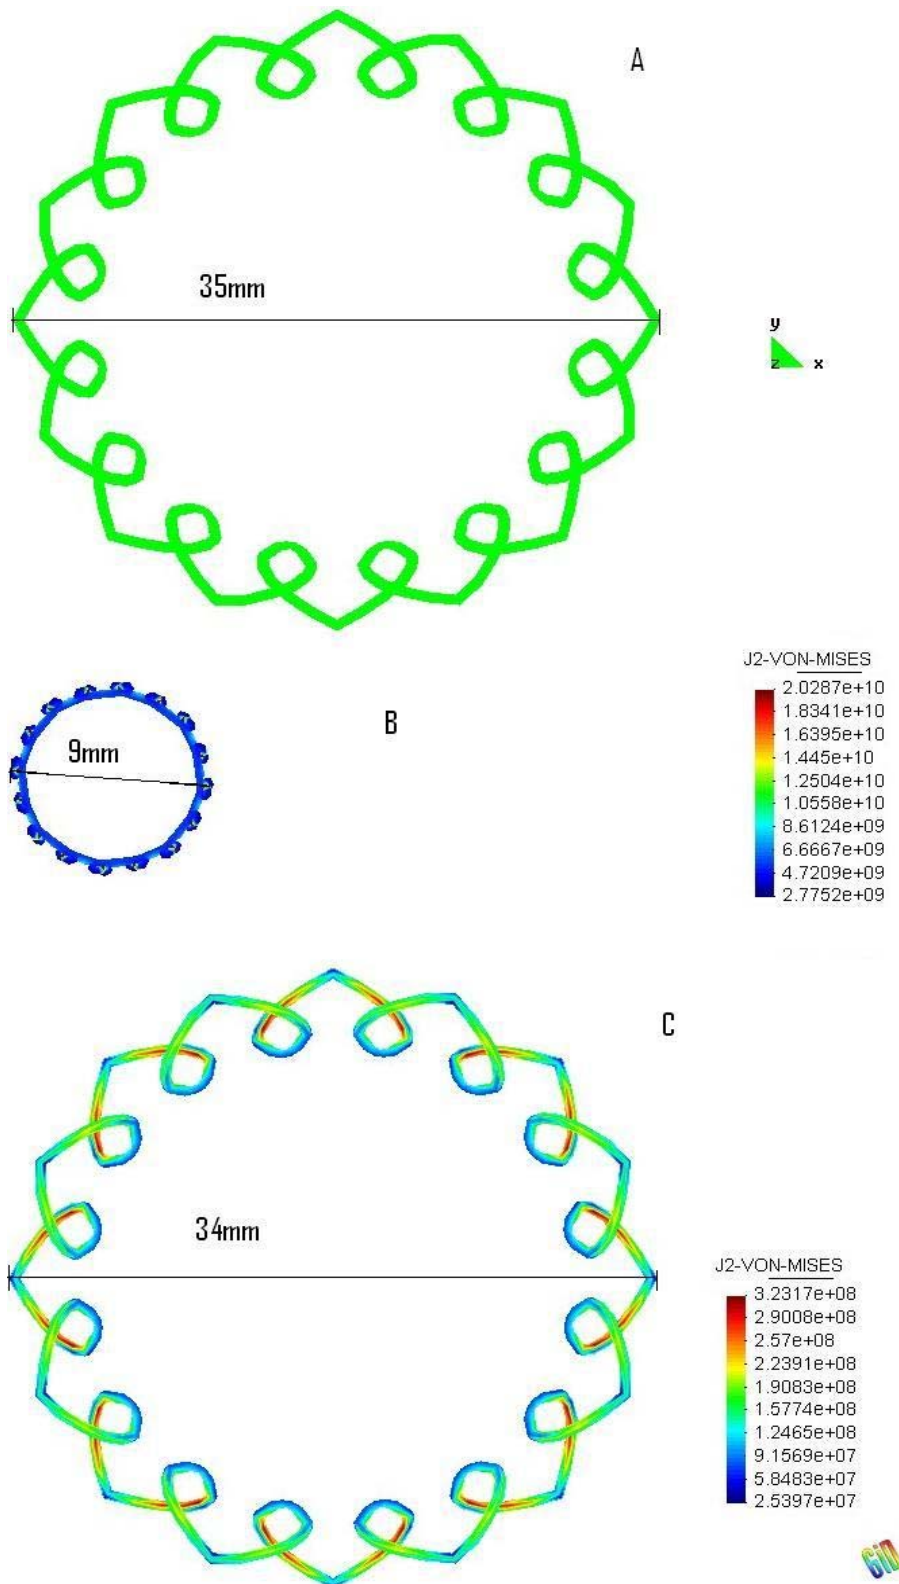 A
35mm
y
z x
J2-VON-MISES
2.0287e+10
1.8341e+10
1.6395e+10
1.445e+10
1.2504e+10
1.0558e+10
8.6124e+09
6.6667e+09
4.7209e+09
2.7752e+09
B
9mm
C
34mm
J2-VON-MISES
3.2317e+08
2.9008e+08
2.57e+08
2.2391e+08
1.9083e+08
1.5774e+08
1.2465e+08
9.1569e+07
5.8483e+07
2.5397e+07
GiD